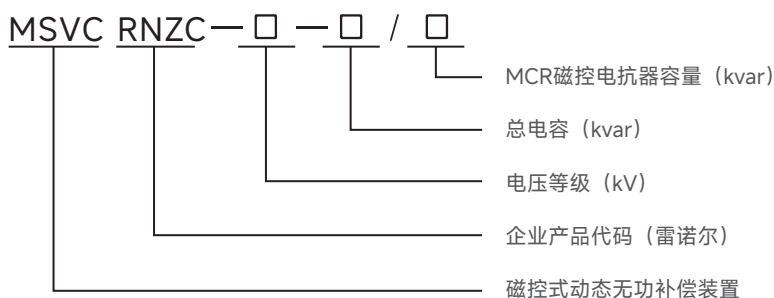 MSVC RNZC—□—□/□
MCR磁控电抗器容量（kvar）
总电容（kvar）
电压等级（kV）
企业产品代码（雷诺尔）
磁控式动态无功补偿装置